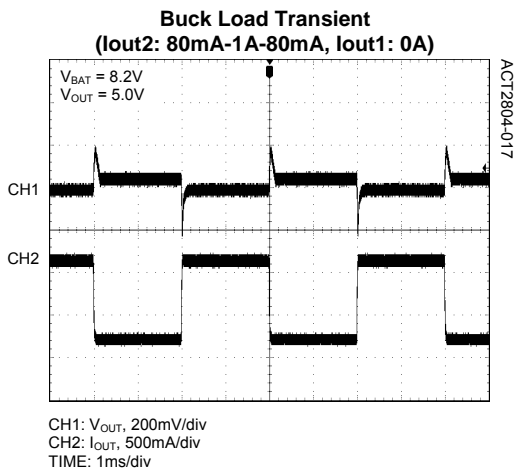 Buck Load Transient
(Iout2: 80mA-1A-80mA, Iout1: 0A)
VBAT = 8.2V
VOUT = 5.0V
ACT2804-017
CH1
CH2
CH1: VOUT, 200mV/div
CH2: IOUT, 500mA/div
TIME: 1ms/div